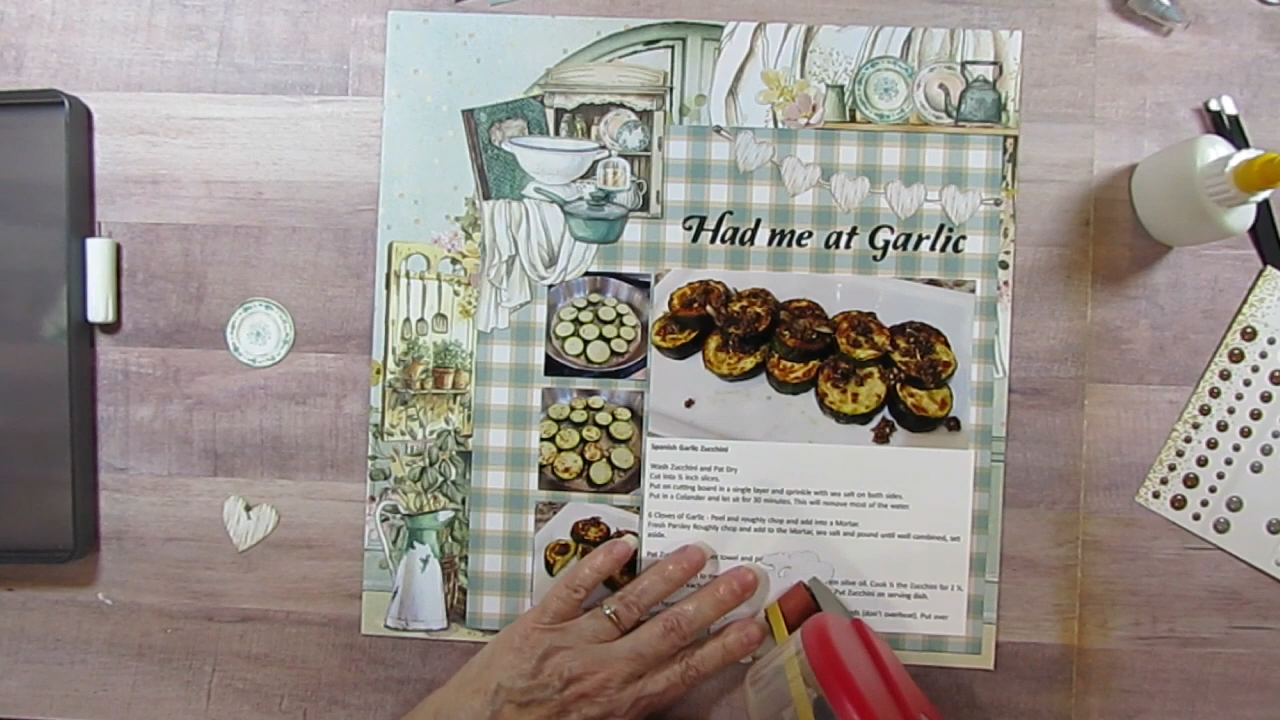 Had me at Garlic
Spanish Garlic Zucchini
Wash Zucchini and Pat Dry
Cut into ½ inch slices.
Put on cutting board in a single layer and sprinkle with sea salt on both sides.
Put in a Colander and let sit for 30 minutes. This will remove most of the water.
6 Cloves of Garlic - Peel and roughly chop and add into a Mortar.
Fresh Parsley Roughly chop and add to the Mortar, sea salt and pound until well combined, set
aside.
towel and
olive oil. Cook ½ the Zucchini for 2 ½
Put Zucchini on serving dish.
(don't overheat). Put over